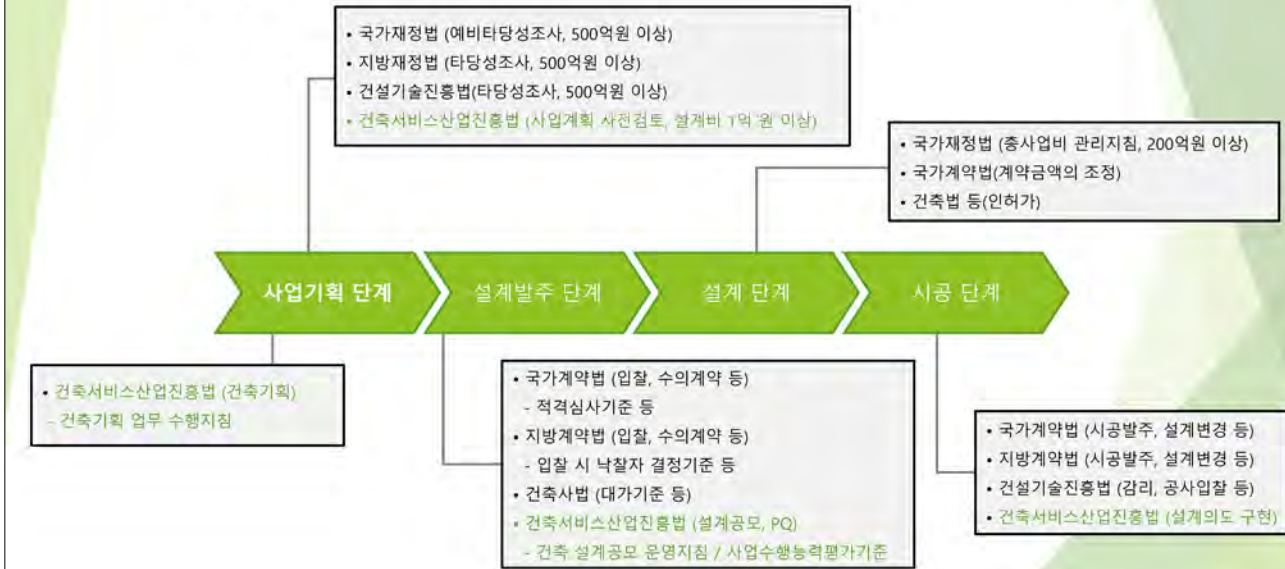 • 국가재정법 (예비타당성조사, 500억원 이상)
• 지방재정법 (타당성조사, 500억원 이상)
• 건설기술진흥법(타당성조사, 500억원 이상)
• 건축서비스산업진흥법 (사업계획 사전검토, 설계비 1억 원 이상)
• 국가재정법 (총사업비 관리지침, 200억원 이상)
• 국가계약법(계약금액의 조정)
• 건축법 등(인허가)
사업기획 단계
설계발주 단계
설계 단계
시공 단계
• 건축서비스산업진흥법 (건축기획)
- 건축기획 업무 수행지침
• 국가계약법 (입찰, 수의계약 등)
- 적격심사기준 등
• 지방계약법 (입찰, 수의계약 등)
- 입찰 시 낙찰자 결정기준 등
• 건축사법 (대가기준 등)
• 건축서비스산업진흥법 (설계공모, PQ)
- 건축 설계공모 운영지침 / 사업수행능력평가기준
• 국가계약법 (시공발주, 설계변경 등)
• 지방계약법 (시공발주, 설계변경 등)
• 건설기술진흥법 (감리, 공사입찰 등)
• 건축서비스산업진흥법 (설계의도 구현)